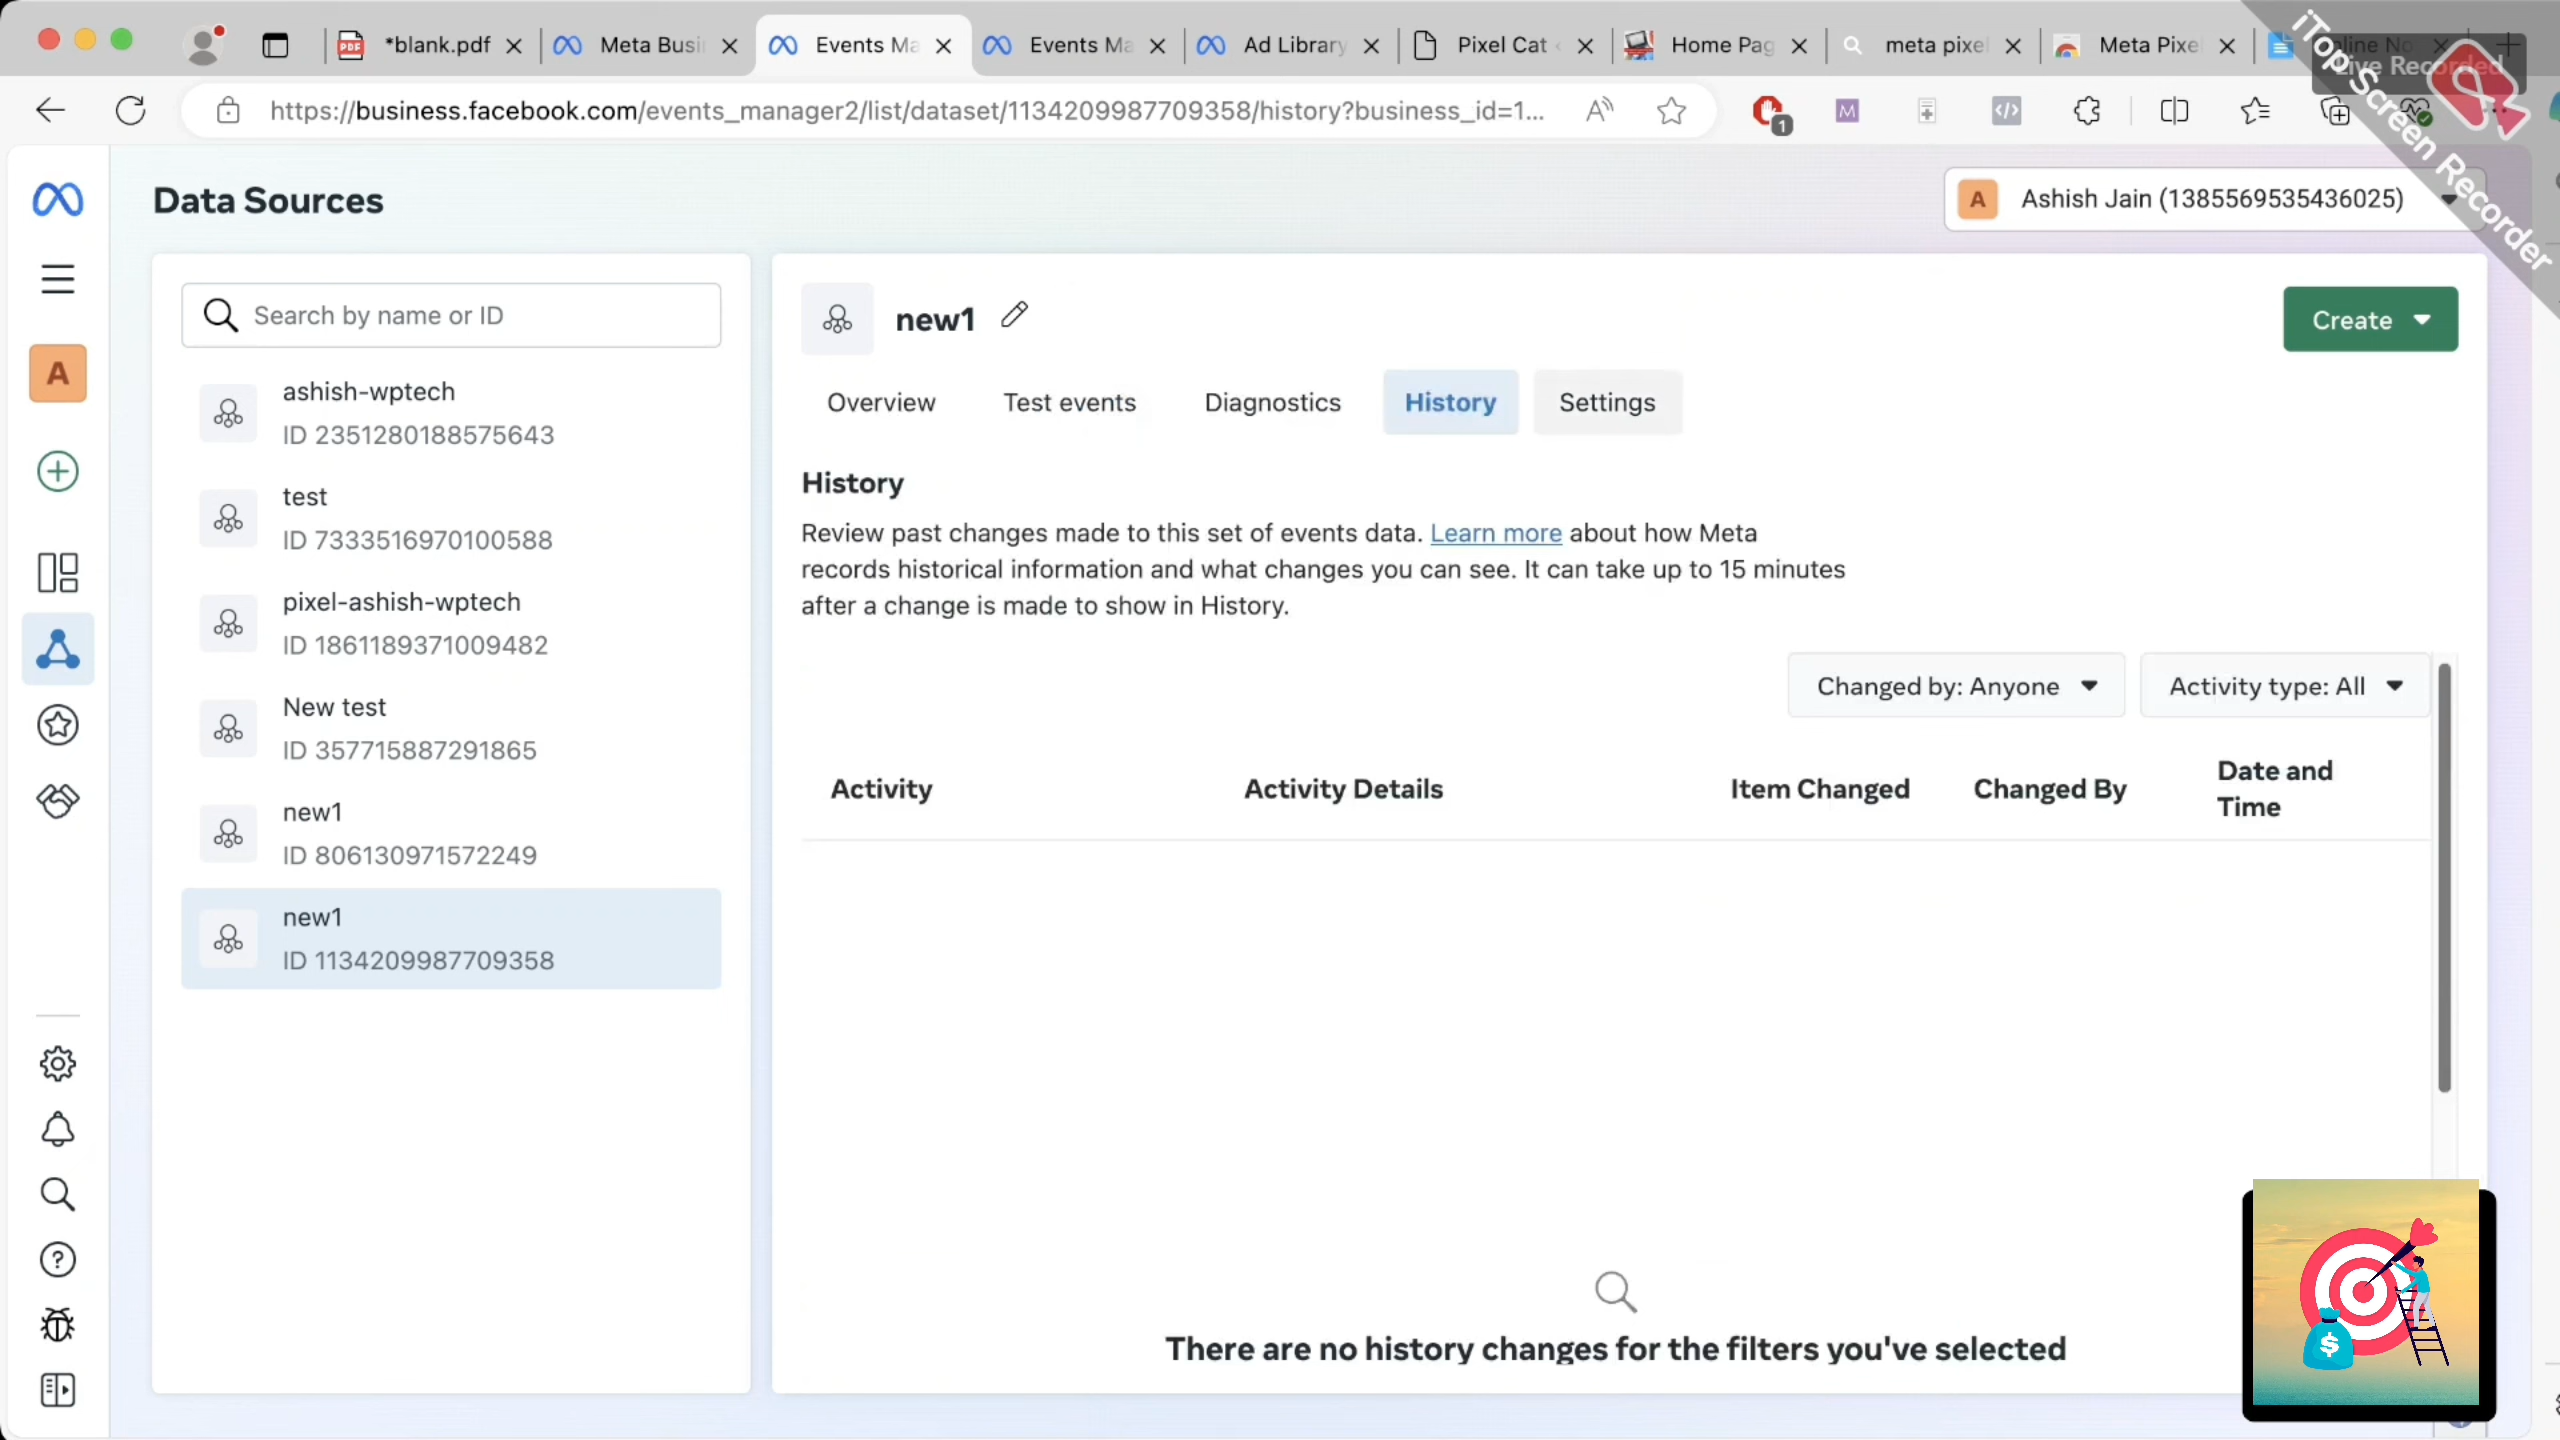 *blank.pdf
Meta Busi
Events Ma
Events Ma
Ad Library
Pixel Cat
Home Pag
meta pixel
Meta Pixe
nline No
Live Recorded
iTop Screen Recorder
https://business.facebook.com/events_manager2/list/dataset/1134209987709358/history?business_id=1...
1
M
Data Sources
A
Ashish Jain (1385569535436025)
Search by name or ID
A
ashish-wptech
ID 2351280188575643
test
ID 7333516970100588
pixel-ashish-wptech
ID 1861189371009482
New test
ID 357715887291865
new1
ID 806130971572249
new1
ID 1134209987709358
new1
Create
Overview
Test events
Diagnostics
History
Settings
History
Review past changes made to this set of events data. Learn more about how Meta
records historical information and what changes you can see. It can take up to 15 minutes
after a change is made to show in History.
Changed by: Anyone
Activity type: All
Activity
Activity Details
Item Changed
Changed By
Date and
Time
There are no history changes for the filters you've selected
$